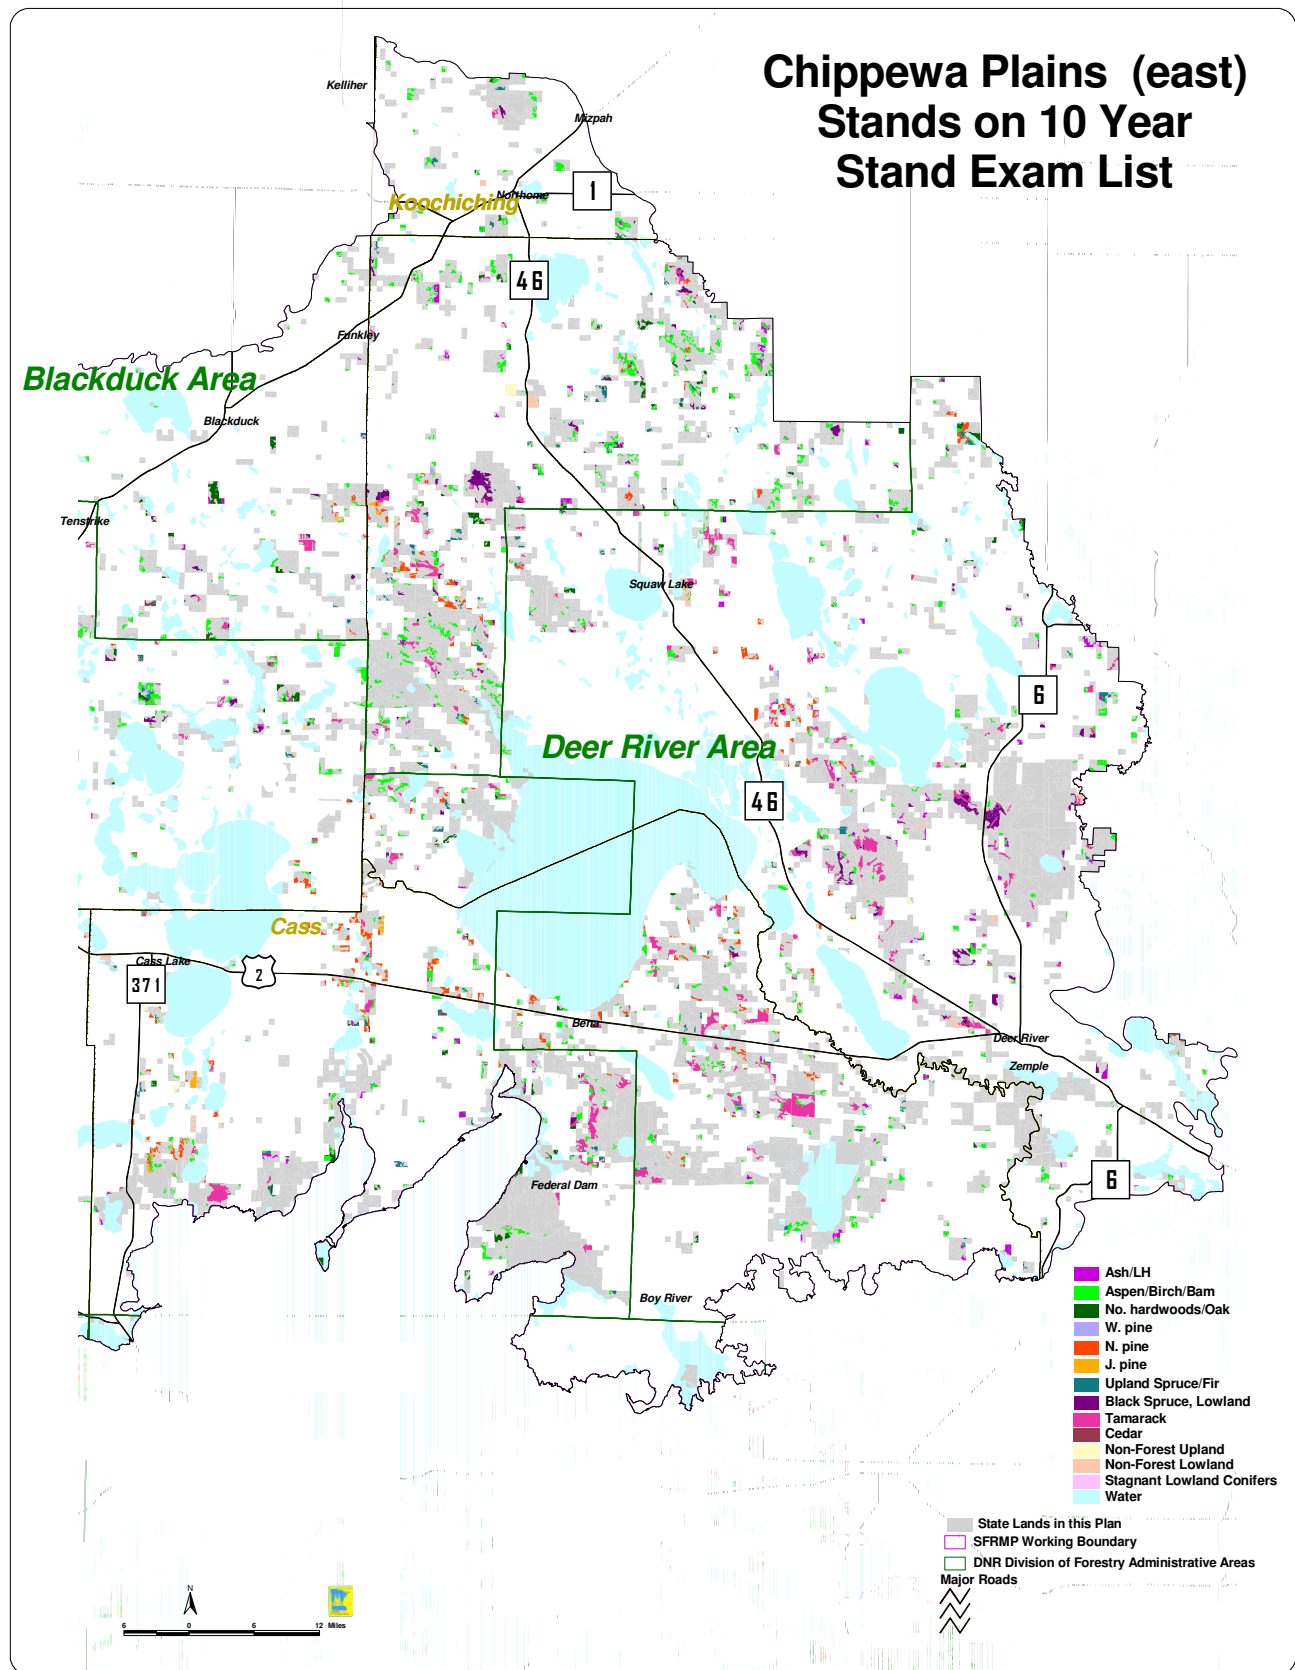 Chippewa Plains (east)
Stands on 10 Year
Stand Exam List
Kelliher
Mizpah
Northome
1
Koochiching
46
Funkley
Blackduck Area
Blackduck
Tenstrike
Squaw Lake
6
Deer River Area
46
Cass
Cass Lake
371
2
Bena
Deer River
Zemple
Federal Dam
6
Boy River
Ash/LH
Aspen/Birch/Bam
No. hardwoods/Oak
W. pine
N. pine
J. pine
Upland Spruce/Fir
Black Spruce, Lowland
Tamarack
Cedar
Non-Forest Upland
Non-Forest Lowland
Stagnant Lowland Conifers
Water
State Lands in this Plan
SFRMP Working Boundary
DNR Division of Forestry Administrative Areas
Major Roads
N
6 0 6 12 Miles